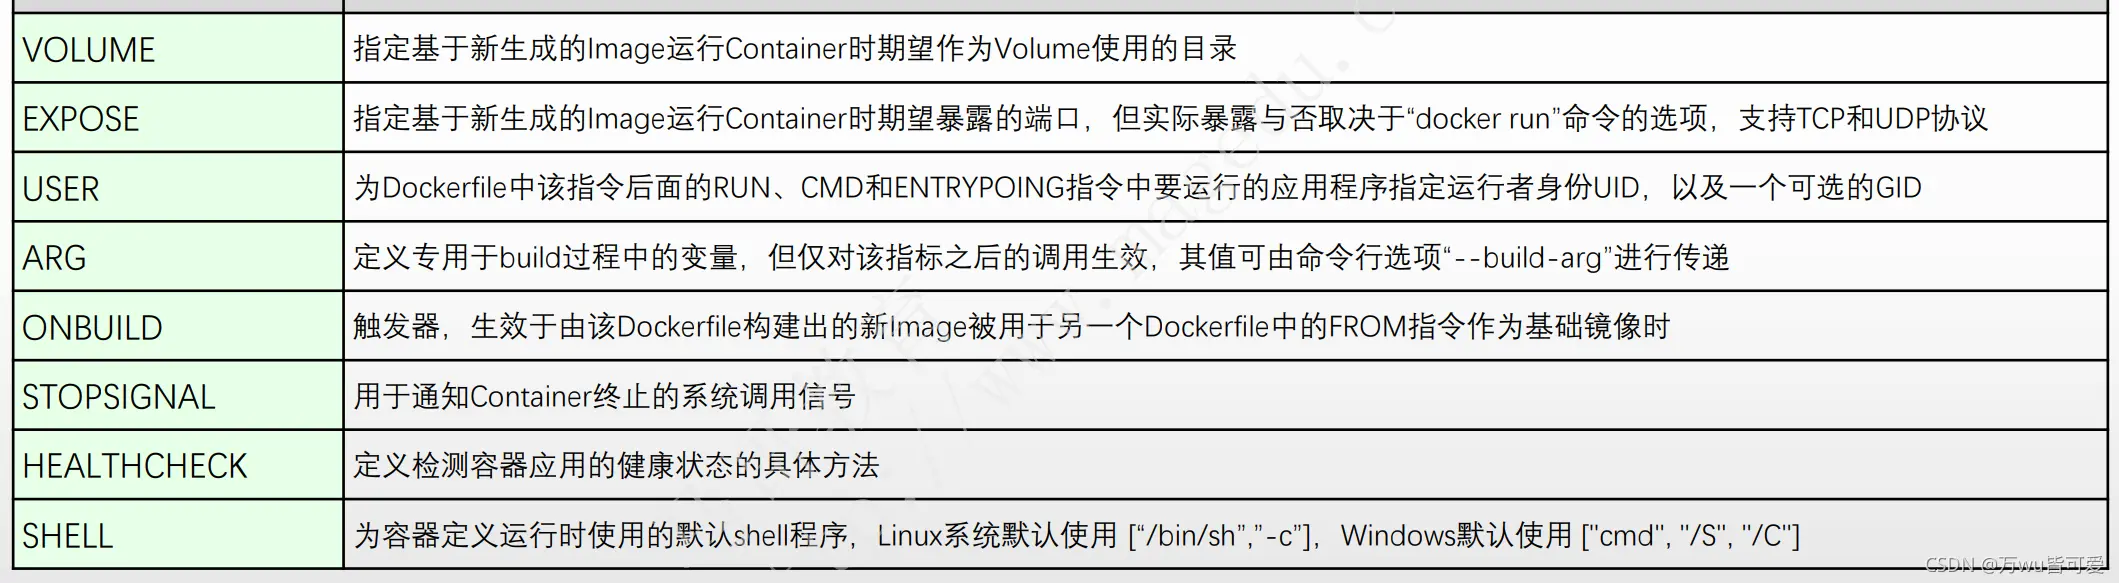 VOLUME 指定基于新生成的Image运行Container时期望作为Volume使用的目录
EXPOSE 指定基于新生成的Image运行Container时期望暴露的端口，但实际暴露与否取决于“docker run”命令的选项，支持TCP和UDP协议
USER 为Dockerfile中该指令后面的RUN、CMD和ENTRYPOING指令中要运行的应用程序指定运行者身份UID，以及一个可选的GID
ARG 定义专用于build过程中的变量，但仅对该指标之后的调用生效，其值可由命令行选项“--build-arg”进行传递
ONBUILD 触发器，生效于由该Dockerfile构建出的新Image被用于另一个Dockerfile中的FROM指令作为基础镜像时
STOPSIGNAL 用于通知Container终止的系统调用信号
HEALTHCHECK 定义检测容器应用的健康状态的具体方法
SHELL 为容器定义运行时使用的默认shell程序，Linux系统默认使用 [“/bin/sh”,”-c”]，Windows默认使用 ["cmd", "/S", "/C"]
CSDN @万wu皆可爱